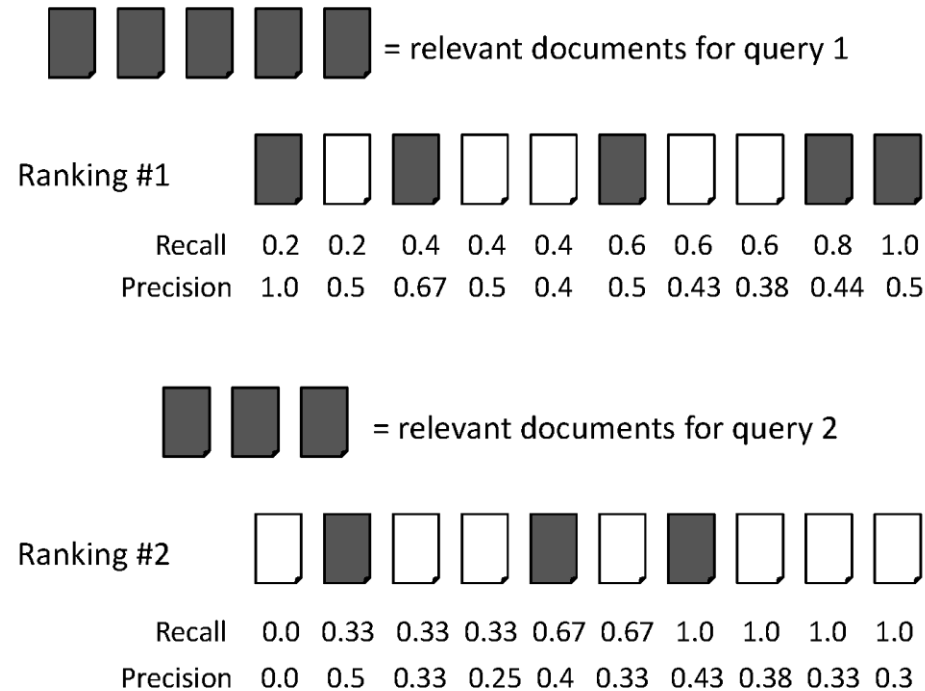 = relevant documents for query 1
Ranking #1
Recall 0.2 0.2 0.4 0.4 0.4 0.6 0.6 0.6 0.8 1.0
Precision 1.0 0.5 0.67 0.5 0.4 0.5 0.43 0.38 0.44 0.5
= relevant documents for query 2
Ranking #2
Recall 0.0 0.33 0.33 0.33 0.67 0.67 1.0 1.0 1.0 1.0
Precision 0.0 0.5 0.33 0.25 0.4 0.33 0.43 0.38 0.33 0.3